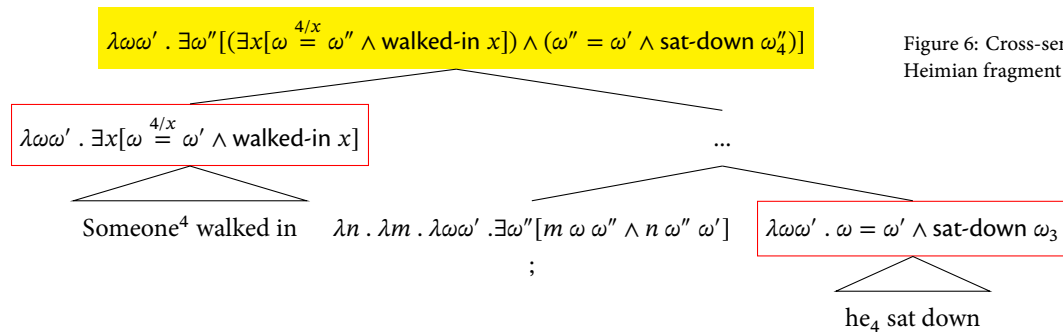 λωω′ . ∃ω″[(∃x[ω =^{4/x} ω″ ∧ walked-in x]) ∧ (ω″ = ω′ ∧ sat-down ω″₄)]
Figure 6: Cross-sen
Heimian fragment
λωω′ . ∃x[ω =^{4/x} ω′ ∧ walked-in x]
...
Someone⁴ walked in
λn . λm . λωω′ .∃ω″[m ω ω″ ∧ n ω″ ω′]
λωω′ . ω = ω′ ∧ sat-down ω₃
;
he₄ sat down